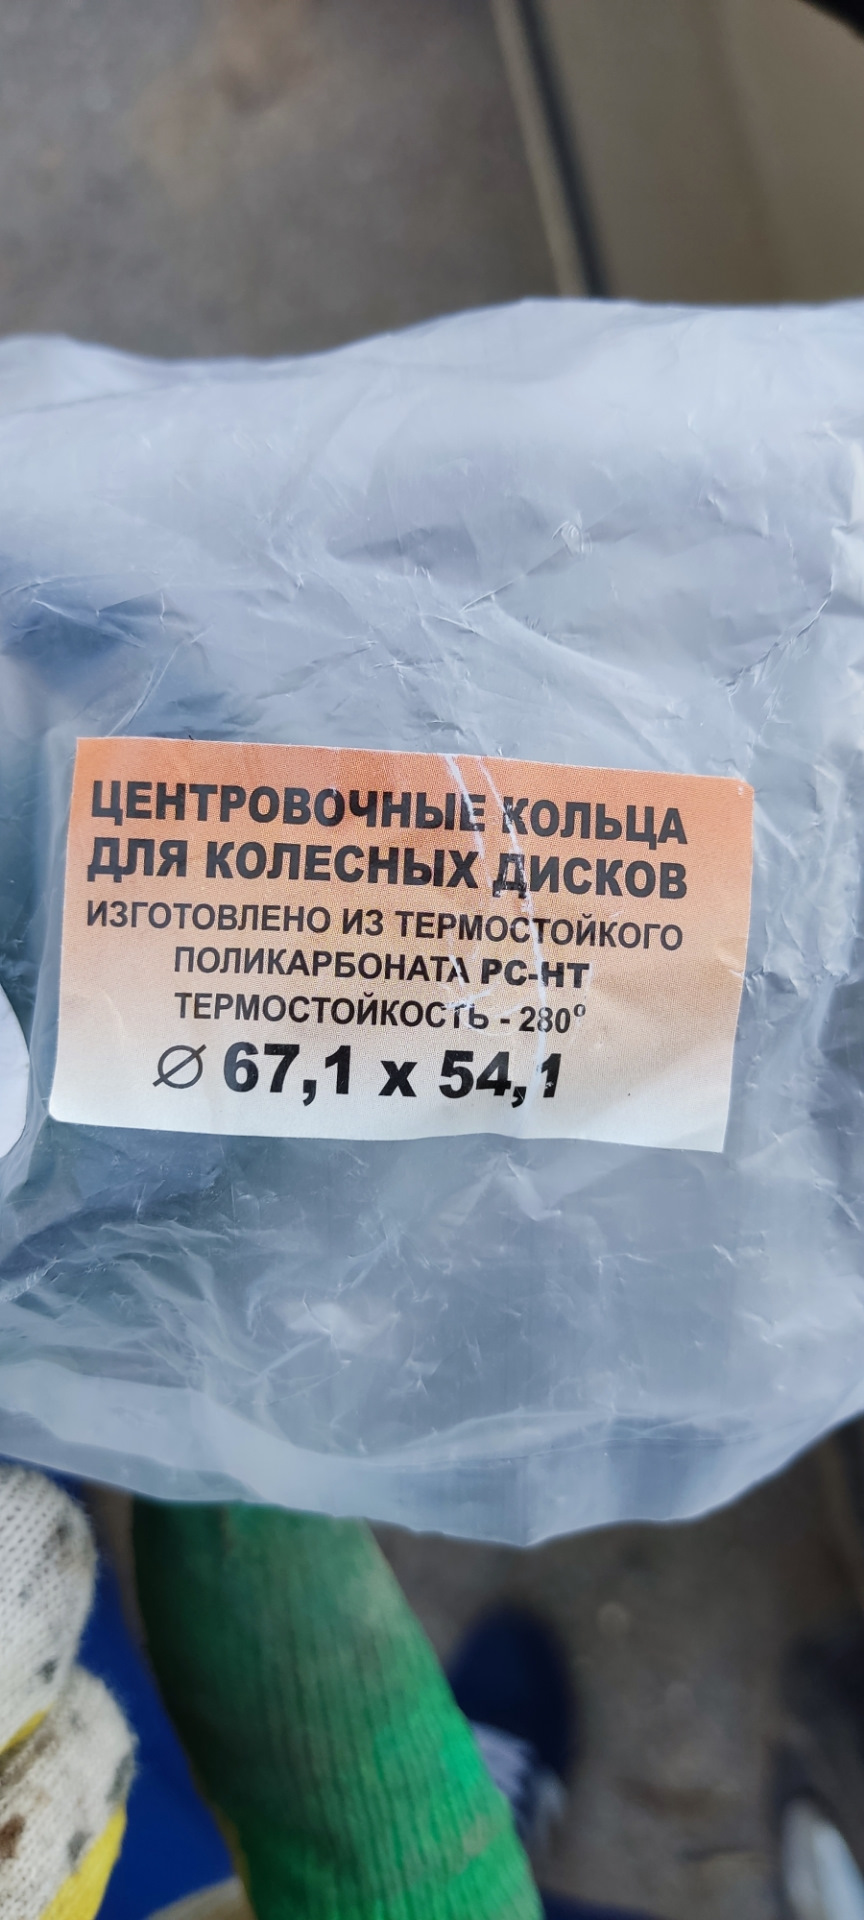 ЦЕНТРОВОЧНЫЕ КОЛЬЦА
ДЛЯ КОЛЕСНЫХ ДИСКОВ
ИЗГОТОВЛЕНО ИЗ ТЕРМОСТОЙКОГО
ПОЛИКАРБОНАТА PC-HT
ТЕРМОСТОЙКОСТЬ - 280°
Ø 67,1 x 54,1